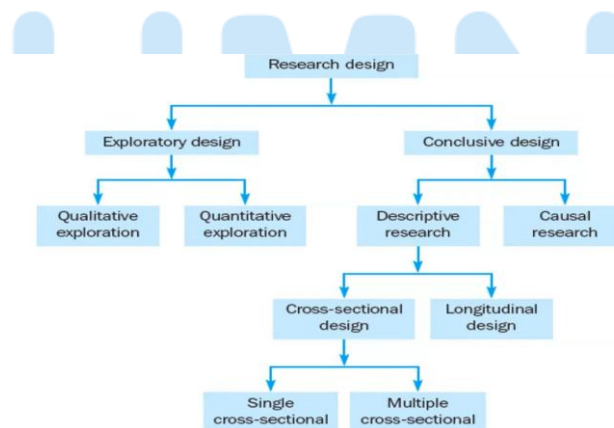 Research design
Exploratory design
Conclusive design
Qualitative
exploration
Quantitative
exploration
Descriptive
research
Causal
research
Cross-sectional
design
Longitudinal
design
Single
cross-sectional
Multiple
cross-sectional